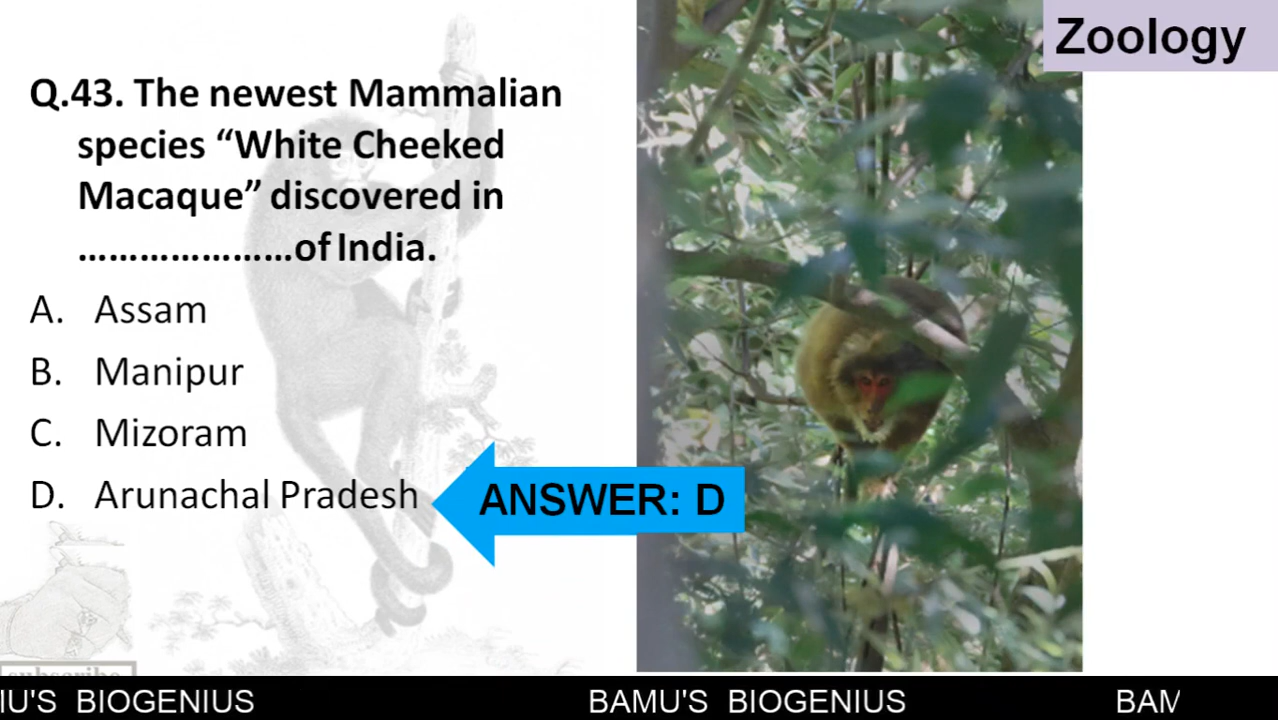 Zoology
Q.43. The newest Mammalian
species “White Cheeked
Macaque” discovered in
.....................of India.
A. Assam
B. Manipur
C. Mizoram
D. Arunachal Pradesh
ANSWER: D
subscribe
IU'S BIOGENIUS BAMU'S BIOGENIUS BAM